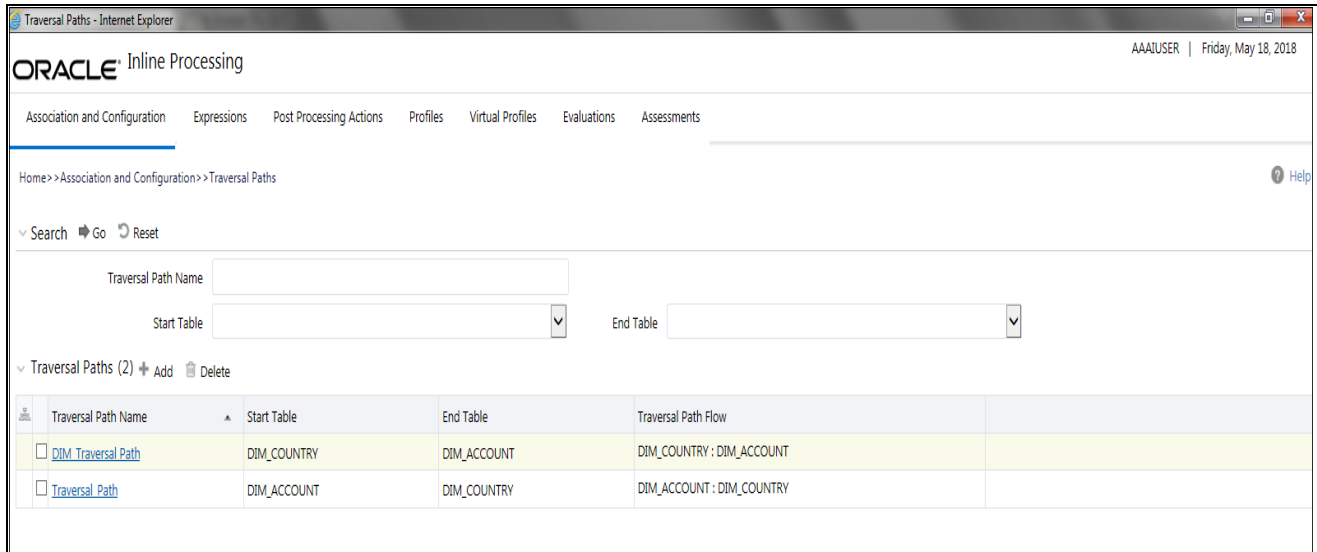 Traversal Paths - Internet Explorer
AAAIUSER | Friday, May 18, 2018
ORACLE® Inline Processing
Association and Configuration Expressions Post Processing Actions Profiles Virtual Profiles Evaluations Assessments
Home>>Association and Configuration>>Traversal Paths Help
Search Go Reset
Traversal Path Name
Start Table End Table
Traversal Paths (2) Add Delete
Traversal Path Name Start Table End Table Traversal Path Flow
DIM Traversal Path DIM_COUNTRY DIM_ACCOUNT DIM_COUNTRY : DIM_ACCOUNT
Traversal Path DIM_ACCOUNT DIM_COUNTRY DIM_ACCOUNT : DIM_COUNTRY